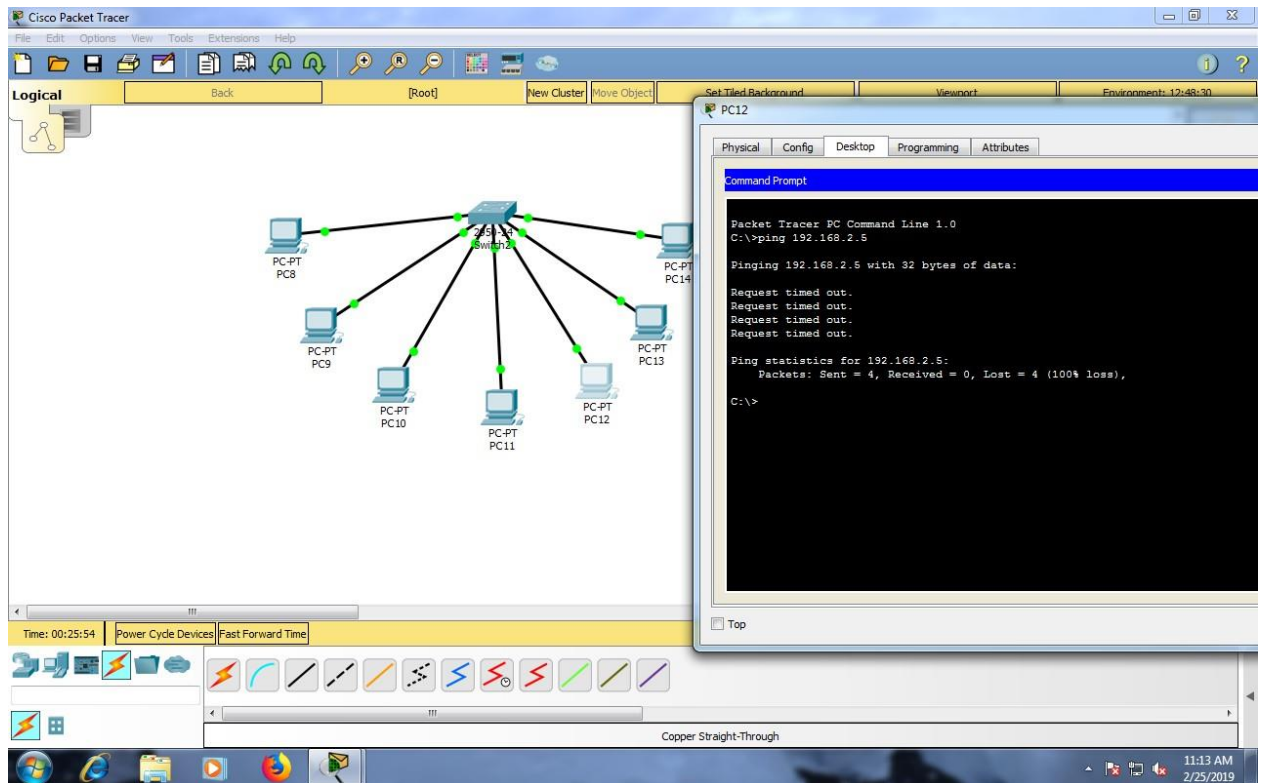 Cisco Packet Tracer
File Edit Options View Tools Extensions Help
Logical
Back
[Root]
New Cluster
Move Object
Set Tiled Background
Viewport
Environment: 12:48:30
PC12
Physical
Config
Desktop
Programming
Attributes
Command Prompt
Packet Tracer PC Command Line 1.0
C:\>ping 192.168.2.5
Pinging 192.168.2.5 with 32 bytes of data:
Request timed out.
Request timed out.
Request timed out.
Request timed out.
Ping statistics for 192.168.2.5:
Packets: Sent = 4, Received = 0, Lost = 4 (100% loss),
C:\>
Top
2950-24
Switch2
PC-PT
PC8
PC-PT
PC9
PC-PT
PC10
PC-PT
PC11
PC-PT
PC12
PC-PT
PC13
PC-PT
PC14
Time: 00:25:54
Power Cycle Devices
Fast Forward Time
Copper Straight-Through
11:13 AM
2/25/2019